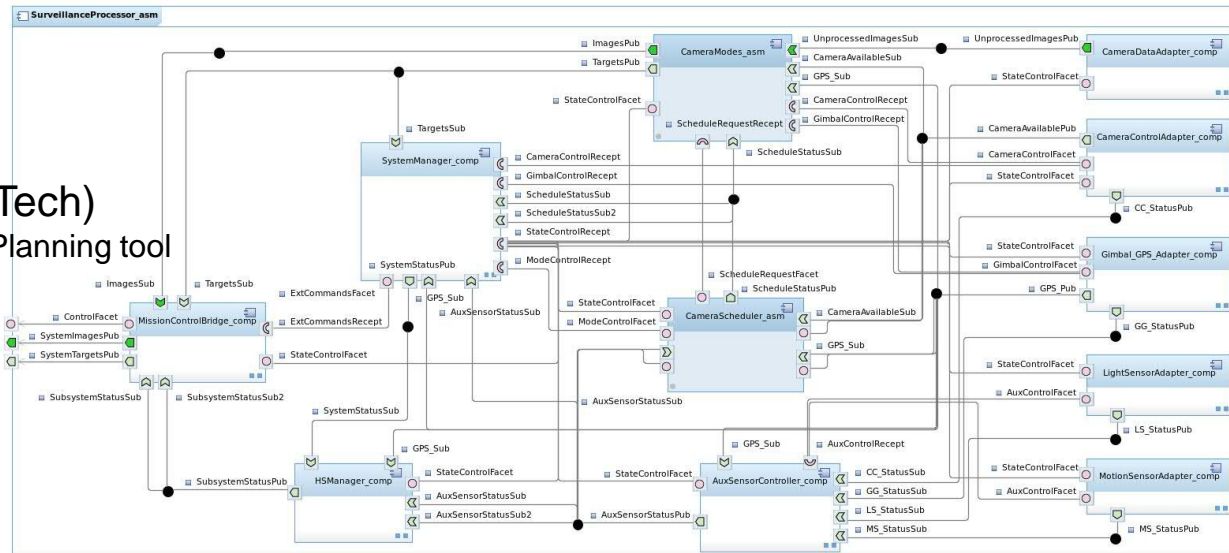 SurveillanceProcessor_asm
Tech)
Planning tool
ImagesPub
TargetsPub
StateControlFacet
CameraModes_asm
UnprocessedImagesSub
CameraAvailableSub
GPS_Sub
CameraControlRecept
GimbalControlRecept
ScheduleRequestRecept
ScheduleStatusSub
UnprocessedImagesPub
CameraDataAdapter_comp
StateControlFacet
CameraAvailablePub
CameraControlAdapter_comp
CameraControlFacet
StateControlFacet
CC_StatusPub
TargetsSub
SystemManager_comp
CameraControlRecept
GimbalControlRecept
ScheduleStatusSub
ScheduleStatusSub2
StateControlRecept
ModeControlRecept
SystemStatusPub
GPS_Sub
AuxSensorStatusSub
StateControlFacet
GimbalControlFacet
GPS_Pub
Gimbal_GPS_Adapter_comp
GG_StatusPub
ImagesSub
TargetsSub
ExtCommandsFacet
ControlFacet
SystemImagesPub
SystemTargetsPub
MissionControlBridge_comp
ExtCommandsRecept
StateControlFacet
SubsystemStatusSub
SubsystemStatusSub2
ScheduleRequestFacet
ScheduleStatusPub
StateControlFacet
ModeControlFacet
CameraScheduler_asm
CameraAvailableSub
GPS_Sub
AuxSensorStatusSub
StateControlFacet
AuxControlFacet
LightSensorAdapter_comp
LS_StatusPub
SystemStatusSub
GPS_Sub
SubsystemStatusPub
HSManager_comp
StateControlFacet
AuxSensorStatusSub
AuxSensorStatusSub2
GPS_Sub
AuxControlRecept
StateControlFacet
AuxSensorStatusPub
AuxSensorController_comp
CC_StatusSub
GG_StatusSub
LS_StatusSub
MS_StatusSub
StateControlFacet
AuxControlFacet
MotionSensorAdapter_comp
MS_StatusPub